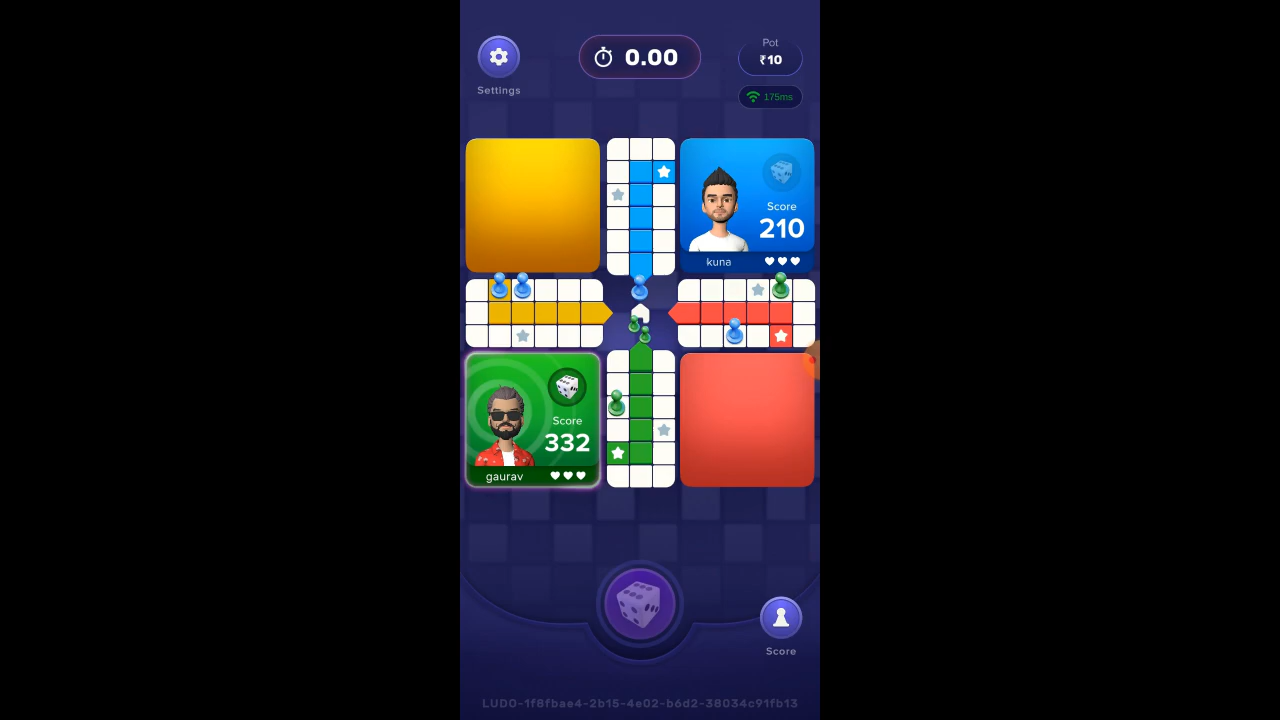 Settings
0.00
Pot
₹10
175ms
Score
210
kuna
Score
332
gaurav
Score
LUDO-1f8fbae4-2b15-4e02-b6d2-38034c91fb13